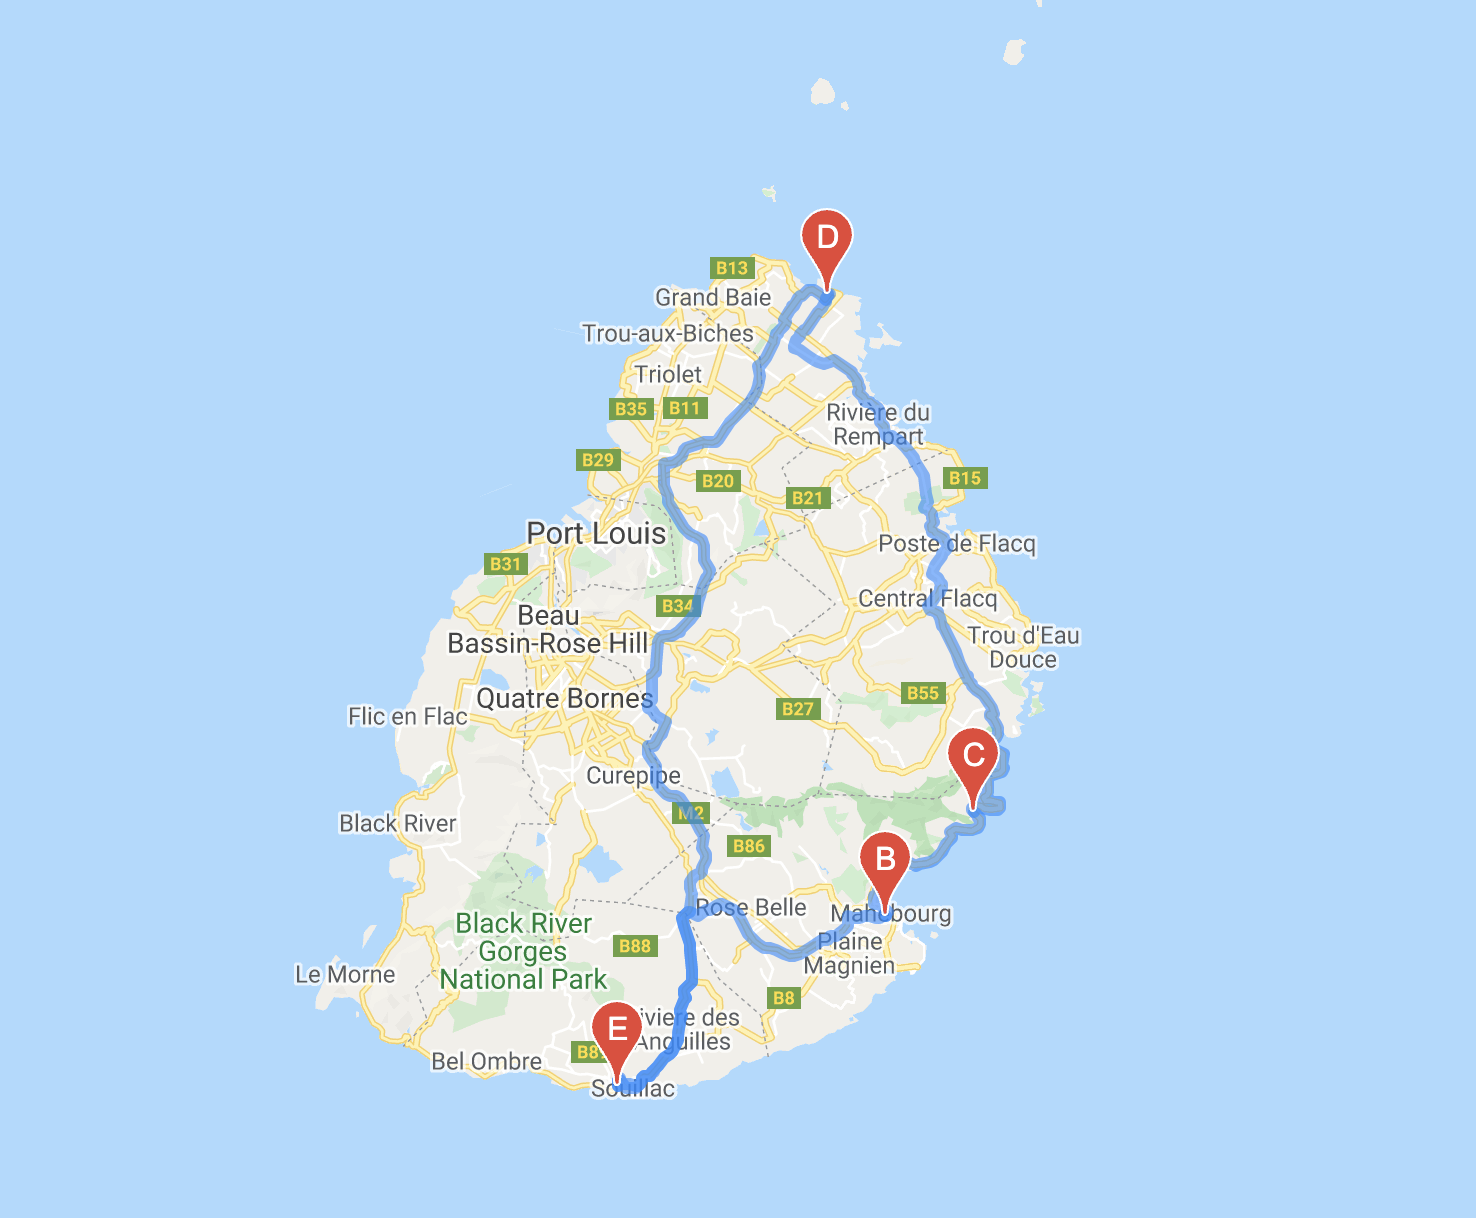 D
B13
Grand Baie
Trou-aux-Biches
Triolet
B35
B11
Rivière du
Rempart
B29
B20
B15
B21
Port Louis
Poste de Flacq
B31
Central Flacq
B34
Beau
Bassin-Rose Hill
Trou d'Eau
Douce
Quatre Bornes
B55
B27
Flic en Flac
C
Curepipe
M2
Black River
B86
B
Rose Belle
Mahebourg
Black River
Gorges
National Park
B88
Plaine
Magnien
Le Morne
B8
E
iviere des
Anguilles
Bel Ombre
Souillac